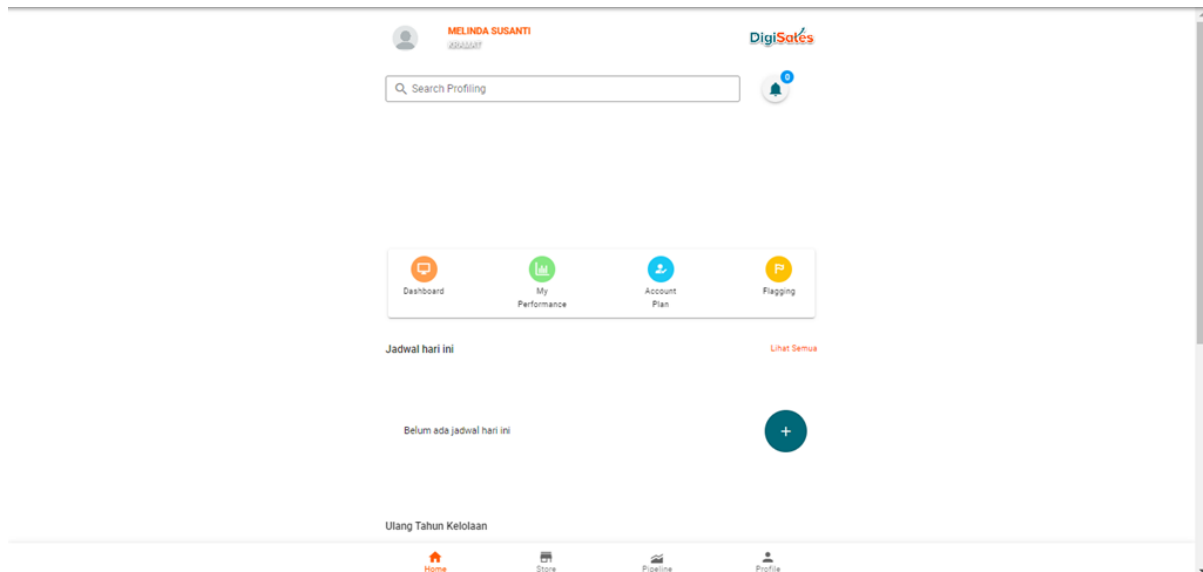 MELINDA SUSANTI
KRAMAT
DigiSales
Search Profiling
0
Dashboard
My
Performance
Account
Plan
Flagging
Jadwal hari ini
Lihat Semua
Belum ada jadwal hari ini
+
Ulang Tahun Kelolaan
Home
Store
Pipeline
Profile